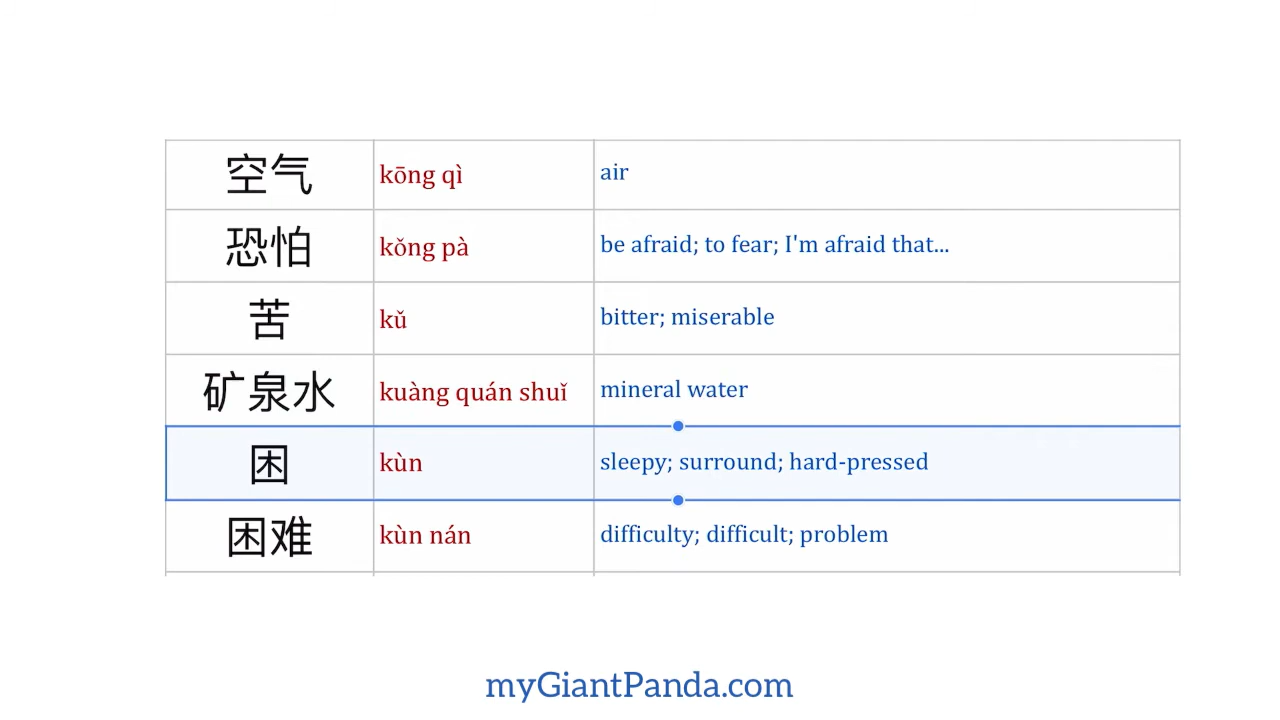 空气 kōng qì air
恐怕 kǒng pà be afraid; to fear; I'm afraid that...
苦 kǔ bitter; miserable
矿泉水 kuàng quán shuǐ mineral water
困 kùn sleepy; surround; hard-pressed
困难 kùn nán difficulty; difficult; problem
myGiantPanda.com